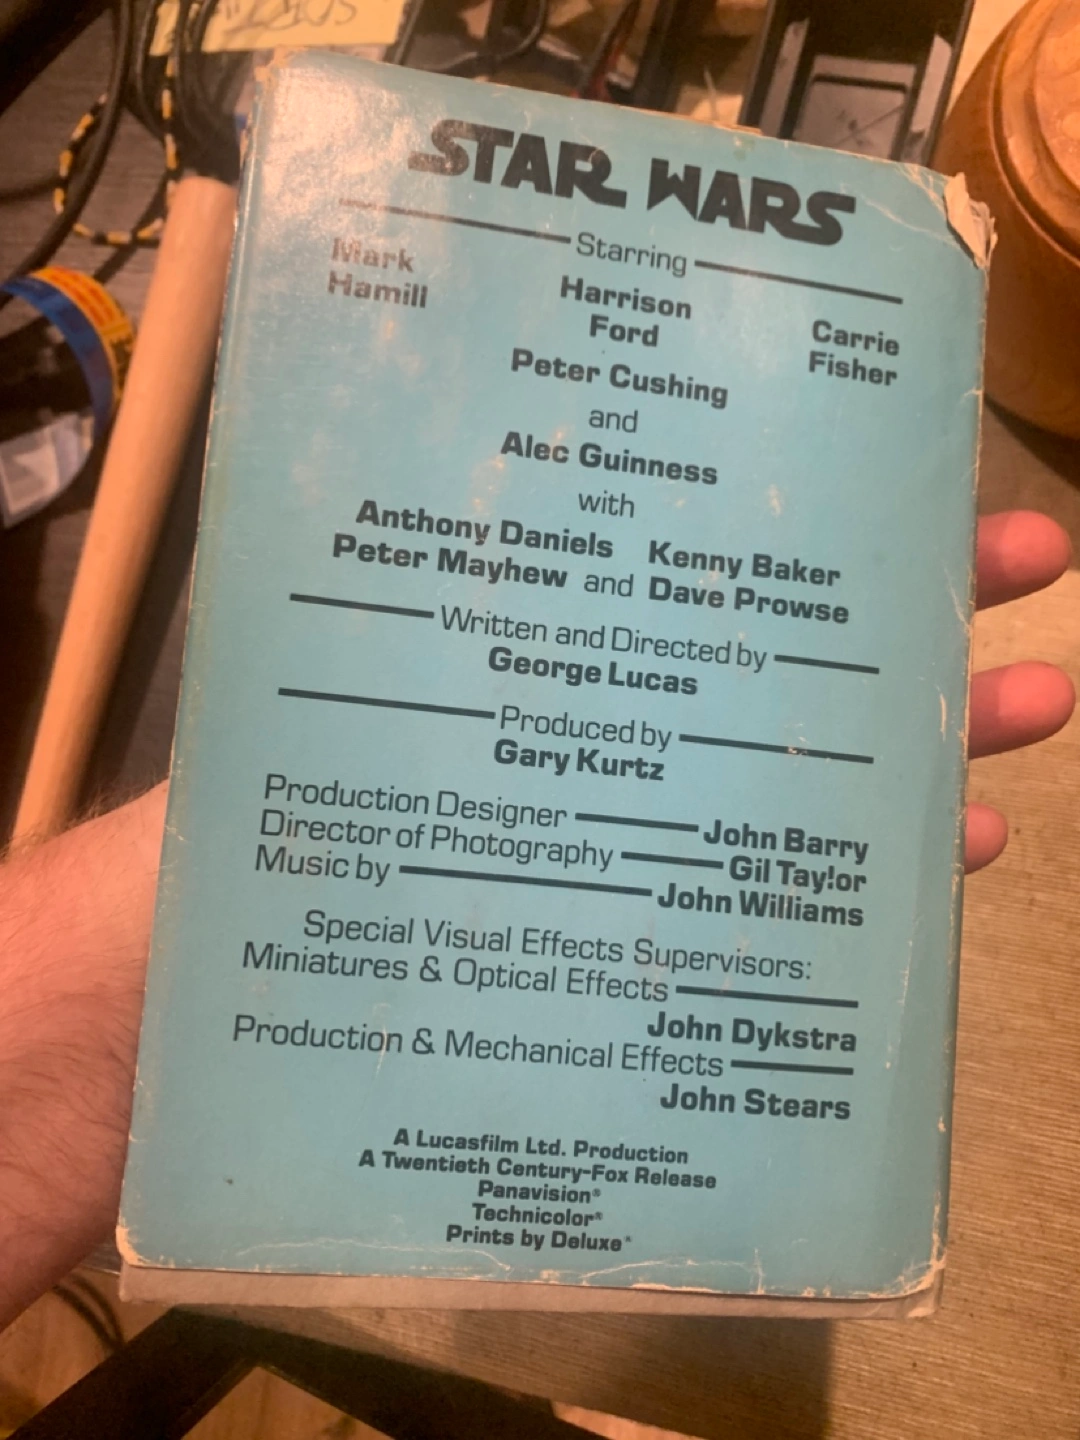 STAR WARS
Starring
Mark Hamill
Harrison Ford
Carrie Fisher
Peter Cushing
and
Alec Guinness
with
Anthony Daniels Kenny Baker
Peter Mayhew and Dave Prowse
Written and Directed by
George Lucas
Produced by
Gary Kurtz
Production Designer John Barry
Director of Photography Gil Taylor
Music by John Williams
Special Visual Effects Supervisors:
Miniatures & Optical Effects
John Dykstra
Production & Mechanical Effects
John Stears
A Lucasfilm Ltd. Production
A Twentieth Century-Fox Release
Panavision®
Technicolor®
Prints by Deluxe®